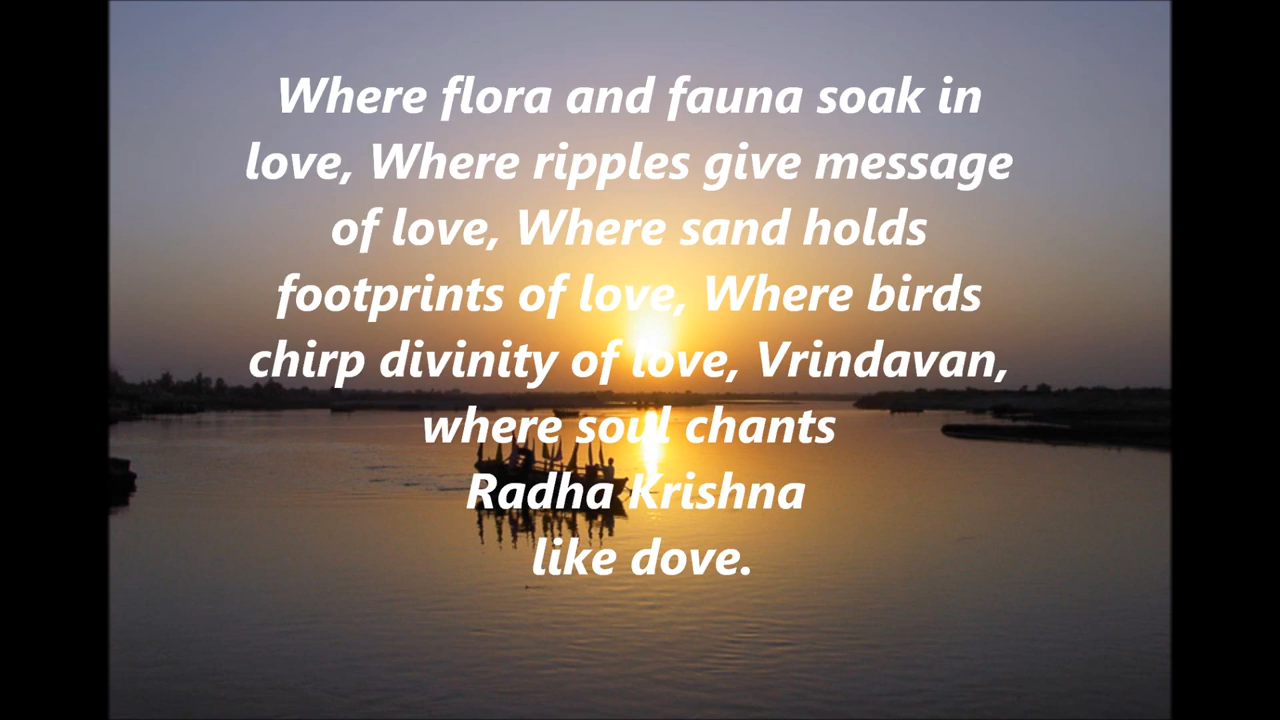 Where flora and fauna soak in
love, Where ripples give message
of love, Where sand holds
footprints of love, Where birds
chirp divinity of love, Vrindavan,
where soul chants
Radha Krishna
like dove.